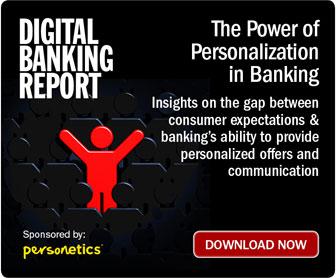 DIGITAL
BANKING
REPORT
The Power of
Personalization
in Banking
Insights on the gap between
consumer expectations &
banking's ability to provide
personalized offers and
communication
Sponsored by:
personetics
DOWNLOAD NOW